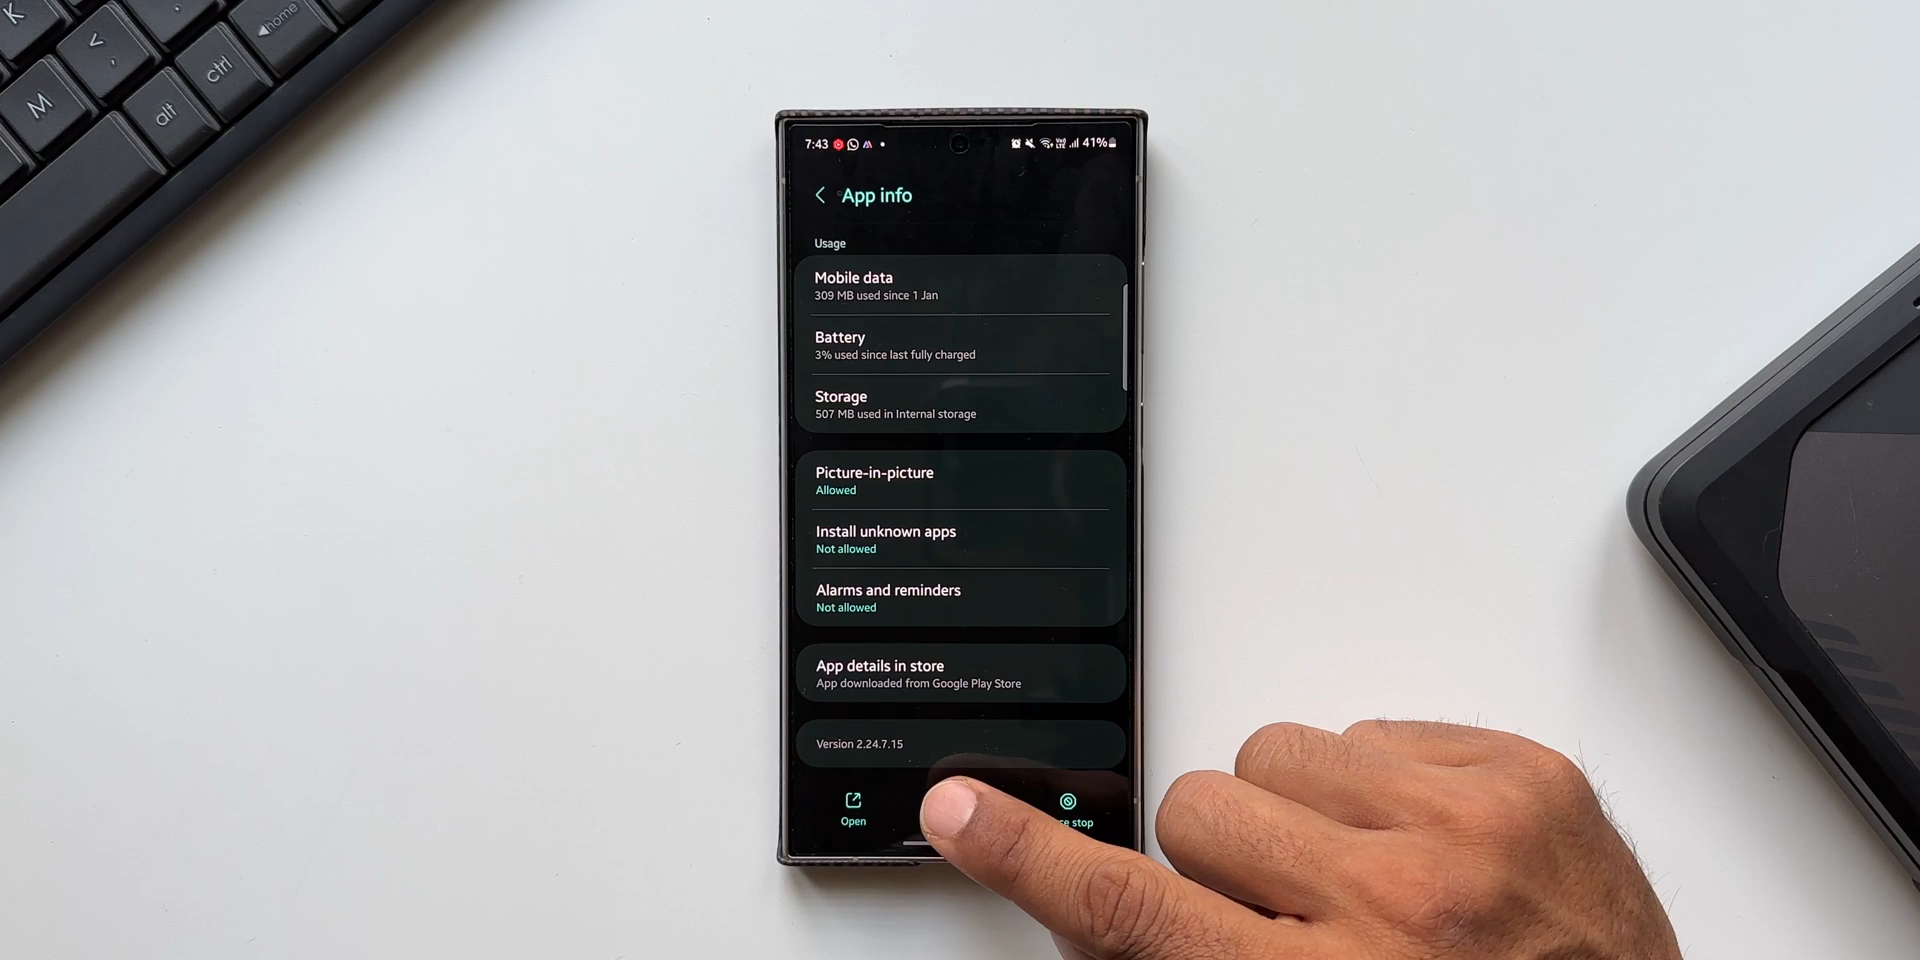 K
<
,
home
M
alt
ctrl
7:43
41%
App info
Usage
Mobile data
309 MB used since 1 Jan
Battery
3% used since last fully charged
Storage
507 MB used in Internal storage
Picture-in-picture
Allowed
Install unknown apps
Not allowed
Alarms and reminders
Not allowed
App details in store
App downloaded from Google Play Store
Version 2.24.7.15
Open
stop